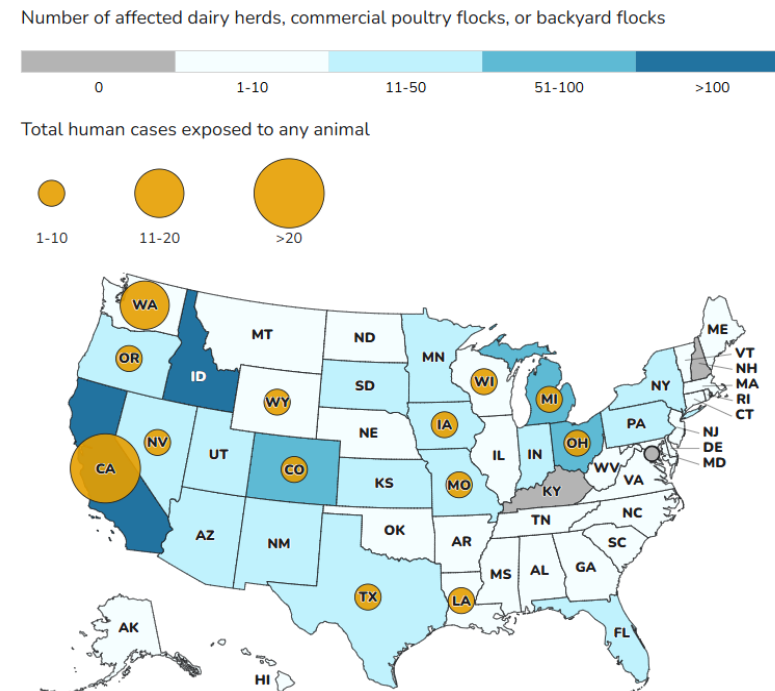 Number of affected dairy herds, commercial poultry flocks, or backyard flocks
0 1-10 11-50 51-100 >100
Total human cases exposed to any animal
1-10 11-20 >20
WA
MT
ND
MN
ME
VT
NH
MA
RI
CT
OR
ID
SD
WI
MI
NY
WY
IA
PA
NJ
DE
MD
NV
NE
IL
IN
OH
WV
VA
CA
UT
CO
KS
MO
KY
NC
TN
SC
AZ
NM
OK
AR
MS
AL
GA
TX
LA
FL
AK
HI